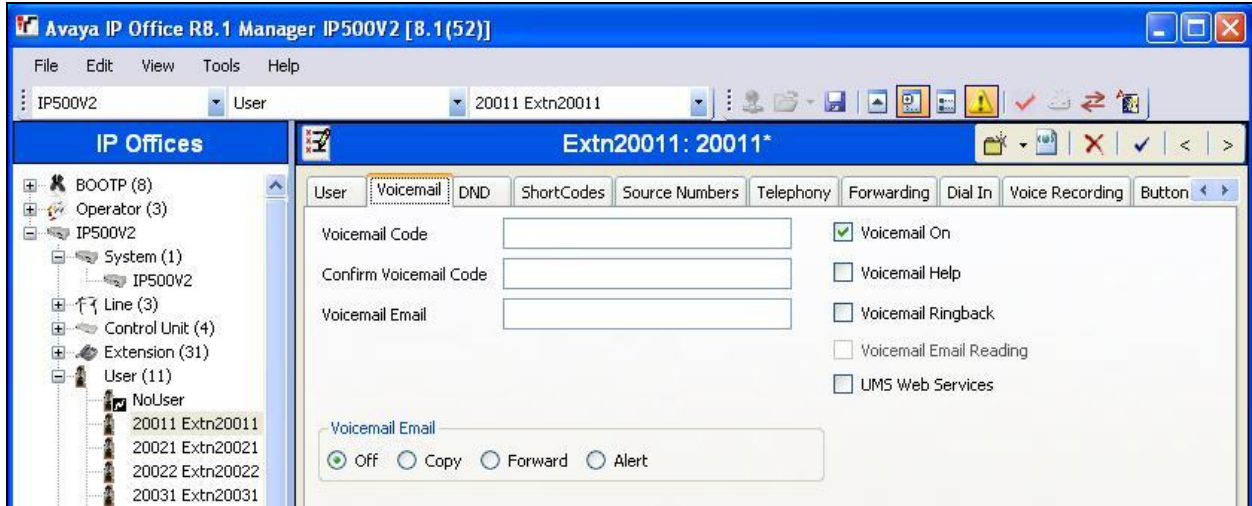 Avaya IP Office R8.1 Manager IP500V2 [8.1(52)]
File Edit View Tools Help
IP500V2 User 20011 Extn20011
IP Offices
BOOTP (8)
Operator (3)
IP500V2
System (1)
IP500V2
Line (3)
Control Unit (4)
Extension (31)
User (11)
NoUser
20011 Extn20011
20021 Extn20021
20022 Extn20022
20031 Extn20031
Extn20011: 20011*
User Voicemail DND ShortCodes Source Numbers Telephony Forwarding Dial In Voice Recording Button
Voicemail Code
Confirm Voicemail Code
Voicemail Email
Voicemail On
Voicemail Help
Voicemail Ringback
Voicemail Email Reading
UMS Web Services
Voicemail Email
Off Copy Forward Alert